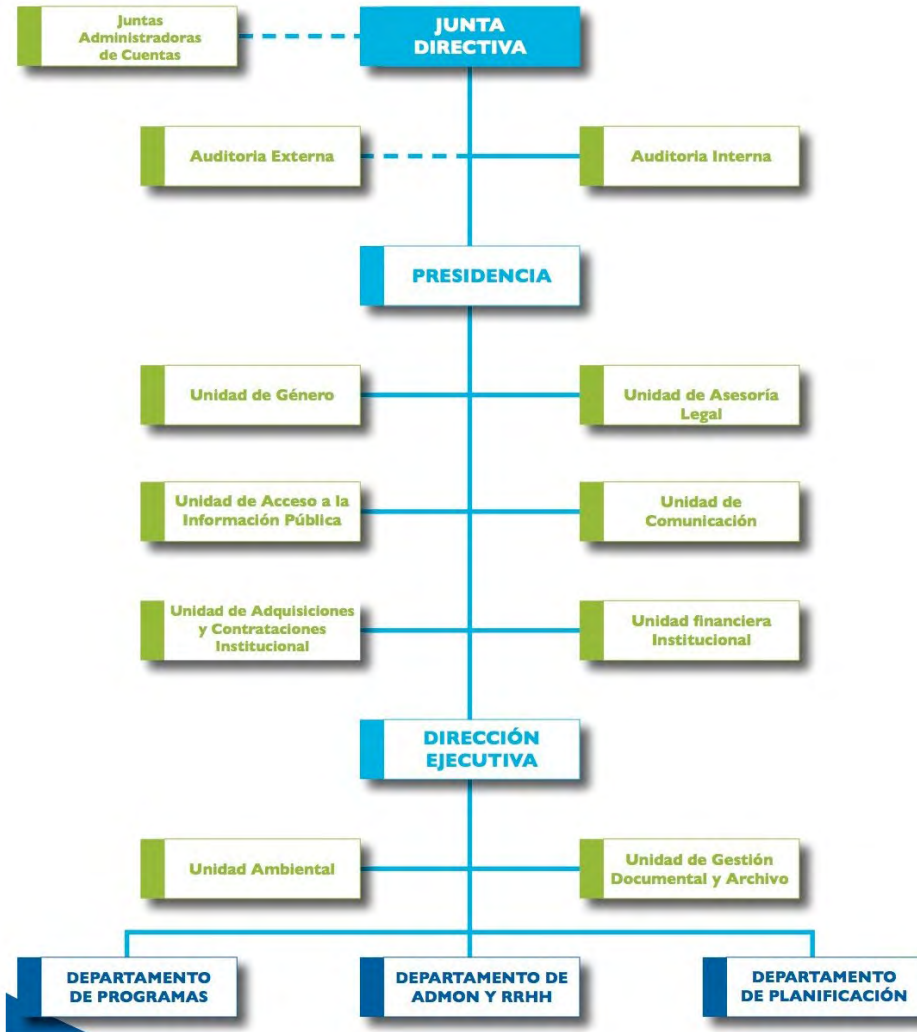 Juntas
Administradoras
de Cuentas
JUNTA
DIRECTIVA
Auditoria Externa
Auditoria Interna
PRESIDENCIA
Unidad de Género
Unidad de Asesoría
Legal
Unidad de Acceso a la
Información Pública
Unidad de
Comunicación
Unidad de Adquisiciones
y Contrataciones
Institucional
Unidad financiera
Institucional
DIRECCIÓN
EJECUTIVA
Unidad Ambiental
Unidad de Gestión
Documental y Archivo
DEPARTAMENTO
DE PROGRAMAS
DEPARTAMENTO DE
ADMON Y RRHH
DEPARTAMENTO
DE PLANIFICACIÓN